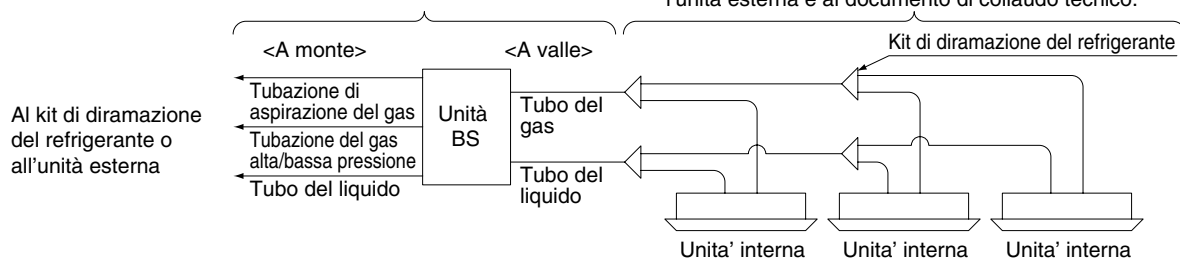 l'unità esterna e al documento di collaudo tecnico.
<A monte>
<A valle>
Kit di diramazione del refrigerante
Al kit di diramazione
del refrigerante o
all'unità esterna
Tubazione di
aspirazione del gas
Tubazione del gas
alta/bassa pressione
Tubo del liquido
Unità
BS
Tubo del
gas
Tubo del
liquido
Unita' interna
Unita' interna
Unita' interna